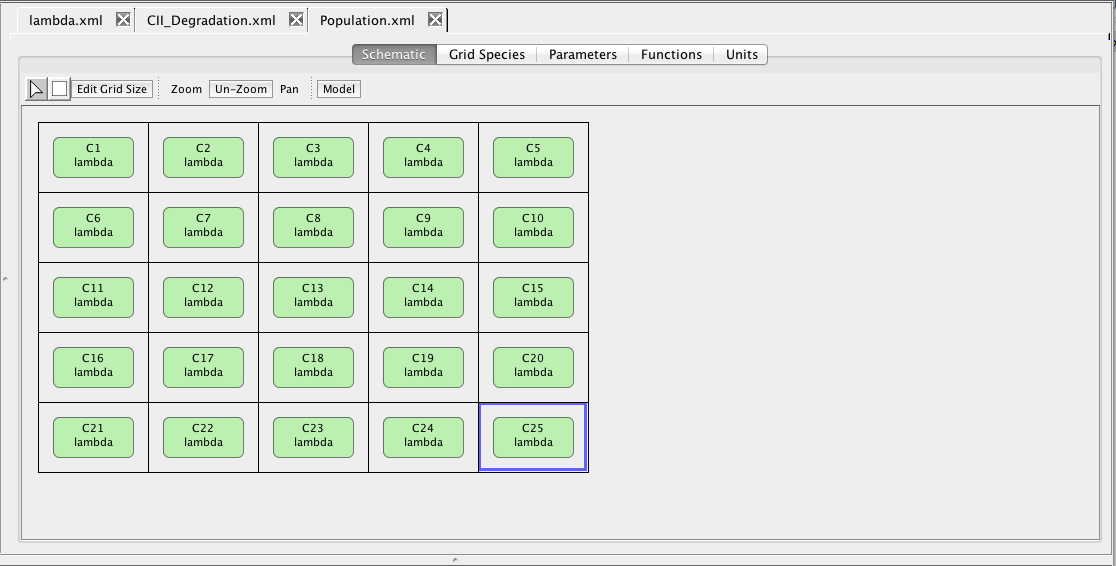 lambda.xml CII_Degradation.xml Population.xml
Schematic Grid Species Parameters Functions Units
Edit Grid Size Zoom Un-Zoom Pan Model
C1 C2 C3 C4 C5
lambda lambda lambda lambda lambda
C6 C7 C8 C9 C10
lambda lambda lambda lambda lambda
C11 C12 C13 C14 C15
lambda lambda lambda lambda lambda
C16 C17 C18 C19 C20
lambda lambda lambda lambda lambda
C21 C22 C23 C24 C25
lambda lambda lambda lambda lambda